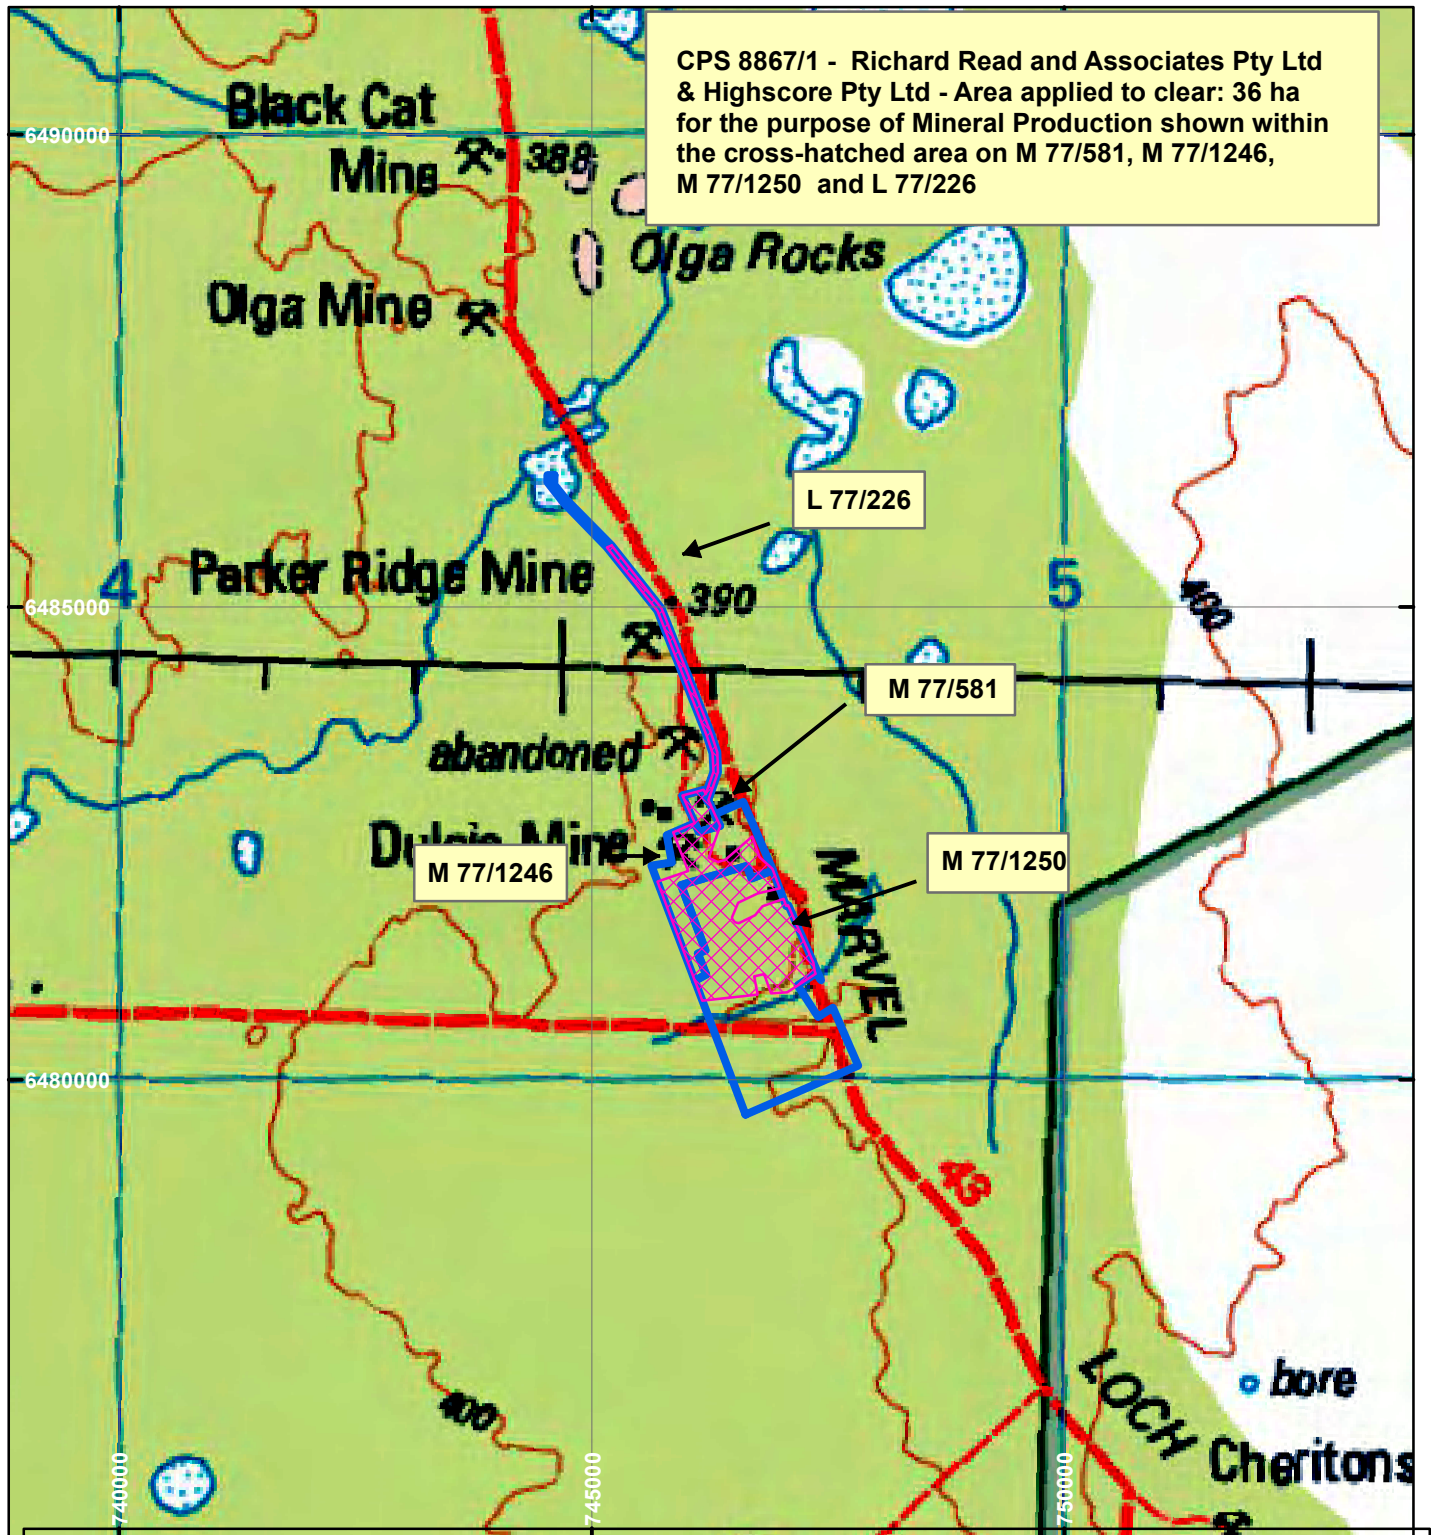 CPS 8867/1 - Richard Read and Associates Pty Ltd
& Highscore Pty Ltd - Area applied to clear: 36 ha
for the purpose of Mineral Production shown within
the cross-hatched area on M 77/581, M 77/1246,
M 77/1250 and L 77/226
Black Cat
Mine
388
6490000
Olga Rocks
Olga Mine
L 77/226
Parker Ridge Mine
4
5
390
400
6485000
M 77/581
abandoned
Mine
M 77/1246
M 77/1250
MARVEL
6480000
43
400
LOCH
bore
Cheritons
740000
745000
750000